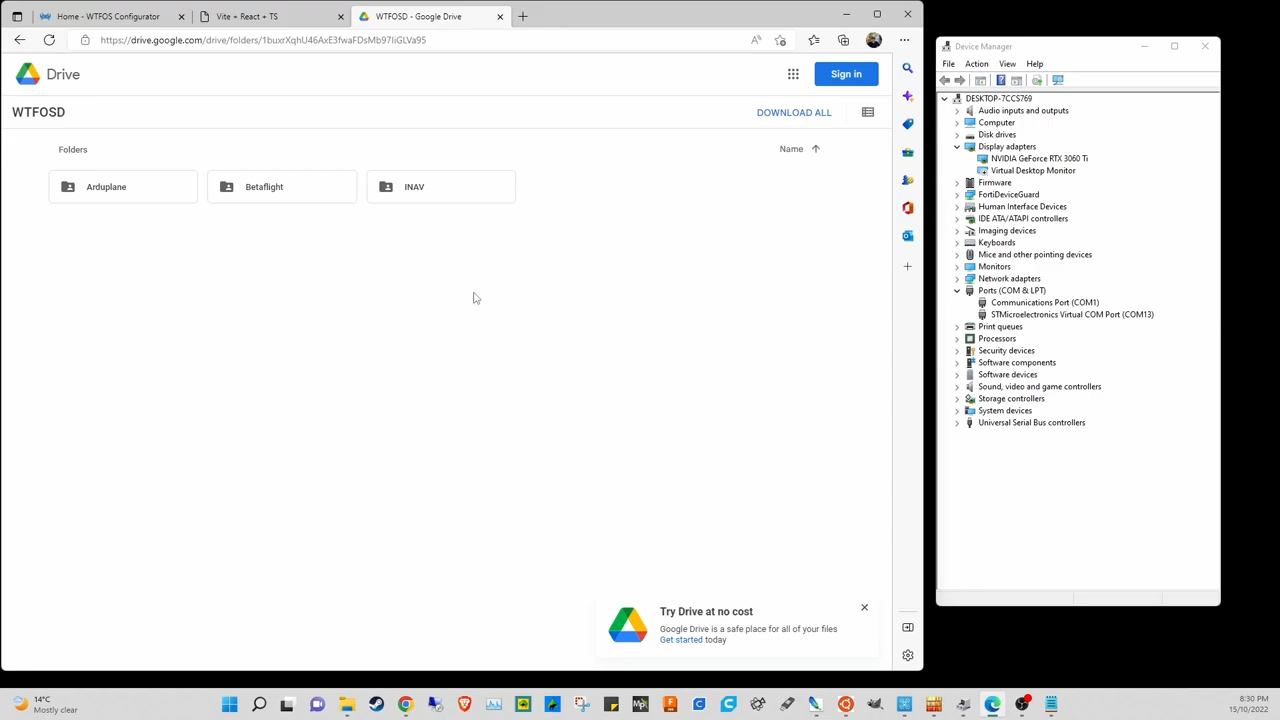 Home - WTFOS Configurator
Vite + React + TS
WTFOSD - Google Drive
https://drive.google.com/drive/folders/1buxrXqhU46AxE3fwaFDsMb97IiGLVa95
Drive
Sign in
WTFOSD
DOWNLOAD ALL
Folders
Name
Arduplane
Betaflight
INAV
Try Drive at no cost
Google Drive is a safe place for all of your files
Get started today
Device Manager
File Action View Help
DESKTOP-7CCS769
Audio inputs and outputs
Computer
Disk drives
Display adapters
NVIDIA GeForce RTX 3060 Ti
Virtual Desktop Monitor
Firmware
FortiDeviceGuard
Human Interface Devices
IDE ATA/ATAPI controllers
Imaging devices
Keyboards
Mice and other pointing devices
Monitors
Network adapters
Ports (COM & LPT)
Communications Port (COM1)
STMicroelectronics Virtual COM Port (COM13)
Print queues
Processors
Security devices
Software components
Software devices
Sound, video and game controllers
Storage controllers
System devices
Universal Serial Bus controllers
14°C
Mostly clear
8:30 PM
15/10/2022